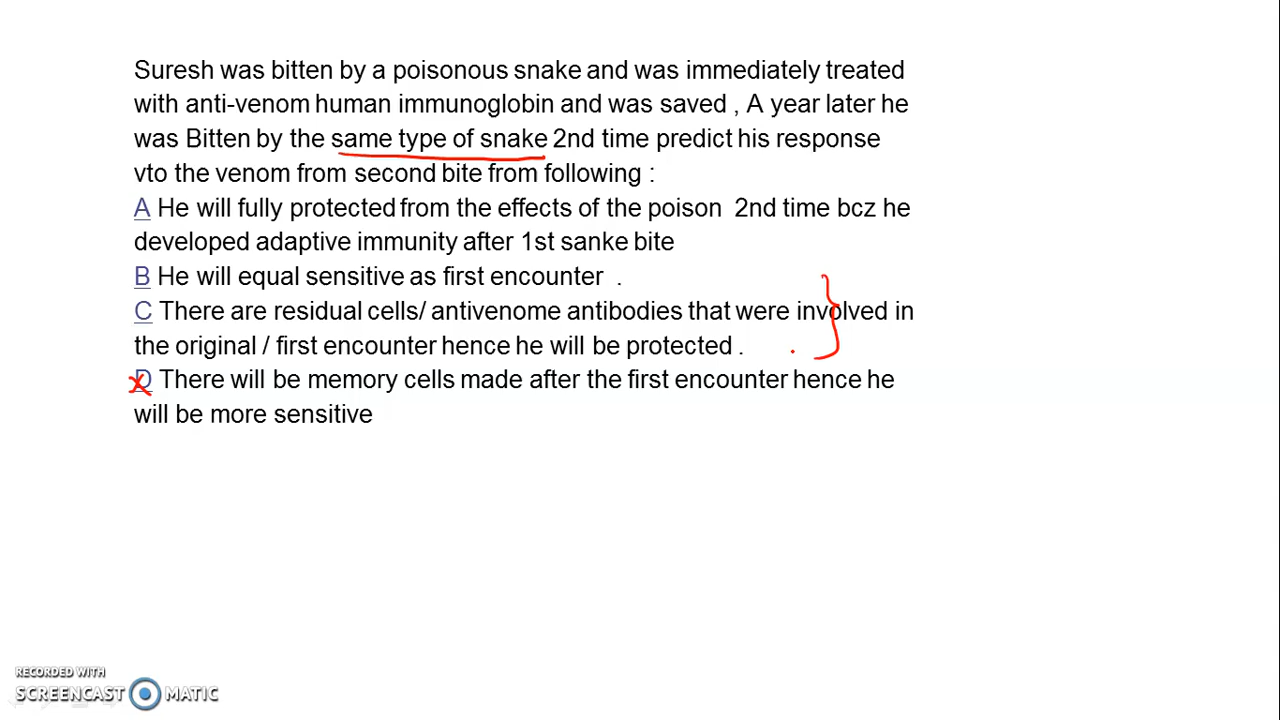 Suresh was bitten by a poisonous snake and was immediately treated
with anti-venom human immunoglobin and was saved , A year later he
was Bitten by the same type of snake 2nd time predict his response
vto the venom from second bite from following :
A He will fully protected from the effects of the poison 2nd time bcz he
developed adaptive immunity after 1st sanke bite
B He will equal sensitive as first encounter .
C There are residual cells/ antivenome antibodies that were involved in
the original / first encounter hence he will be protected .
D There will be memory cells made after the first encounter hence he
will be more sensitive
RECORDED WITH
SCREENCAST MATIC